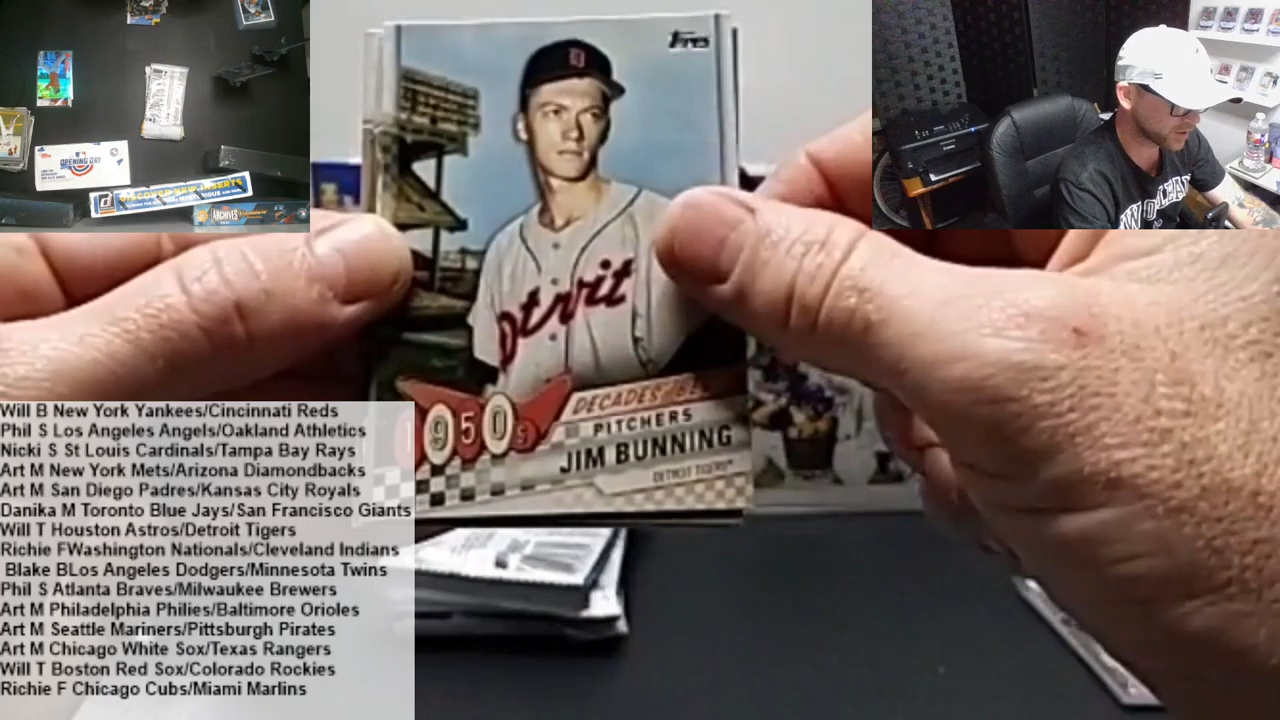 Topps
Detroit
1950s
DECADES' BEST
PITCHERS
JIM BUNNING
DETROIT TIGERS
OPENING DAY
DISCOVER NEW INSERTS
ARCHIVES
Will B New York Yankees/Cincinnati Reds
Phil S Los Angeles Angels/Oakland Athletics
Nicki S St Louis Cardinals/Tampa Bay Rays
Art M New York Mets/Arizona Diamondbacks
Art M San Diego Padres/Kansas City Royals
Danika M Toronto Blue Jays/San Francisco Giants
Will T Houston Astros/Detroit Tigers
Richie FWashington Nationals/Cleveland Indians
Blake BLos Angeles Dodgers/Minnesota Twins
Phil S Atlanta Braves/Milwaukee Brewers
Art M Philadelphia Philies/Baltimore Orioles
Art M Seattle Mariners/Pittsburgh Pirates
Art M Chicago White Sox/Texas Rangers
Will T Boston Red Sox/Colorado Rockies
Richie F Chicago Cubs/Miami Marlins